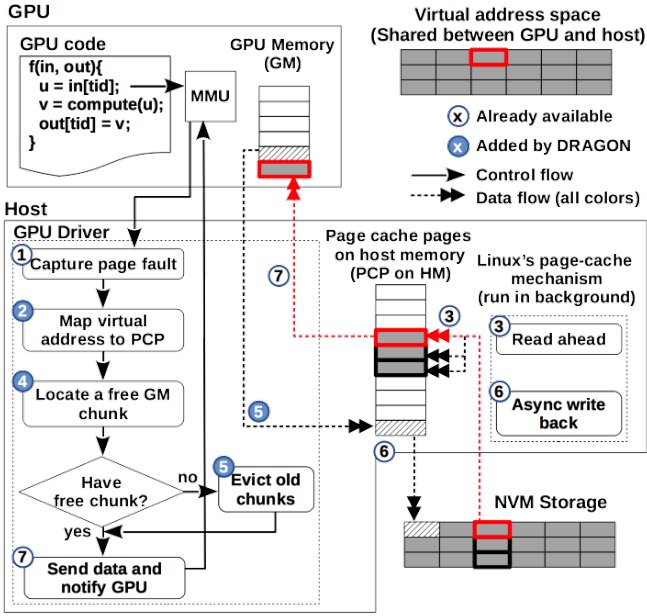 GPU
GPU code
f(in, out){
u = in[tid];
v = compute(u);
out[tid] = v;
}
MMU
GPU Memory
(GM)
Virtual address space
(Shared between GPU and host)
x Already available
x Added by DRAGON
Control flow
Data flow (all colors)
Host
GPU Driver
1 Capture page fault
2 Map virtual
address to PCP
4 Locate a free GM
chunk
Have
free chunk?
no
yes
5 Evict old
chunks
7 Send data and
notify GPU
5
7
Page cache pages
on host memory
(PCP on HM)
3
6
Linux's page-cache
mechanism
(run in background)
3 Read ahead
6 Async write
back
NVM Storage